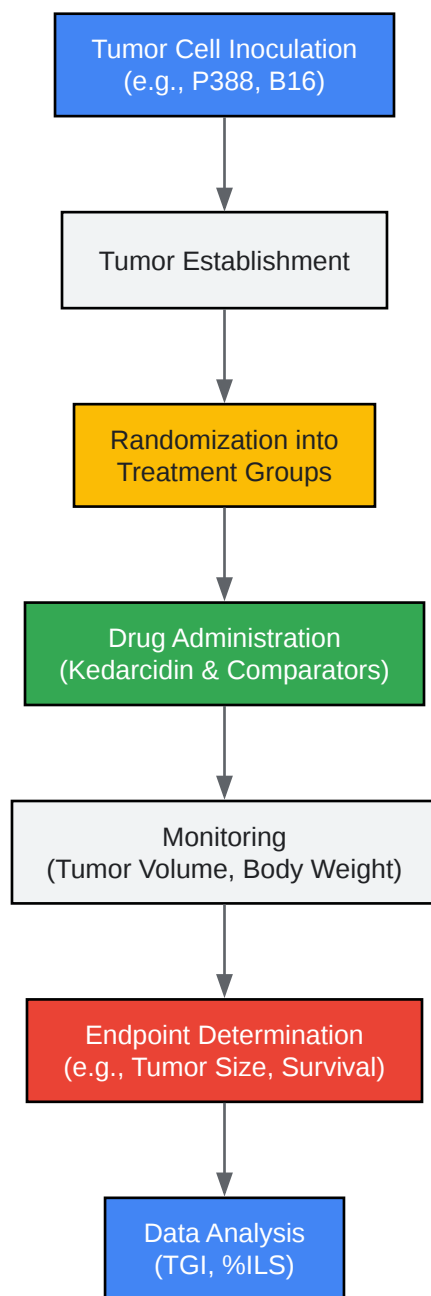 Tumor Cell Inoculation
(e.g., P388, B16)
Tumor Establishment
Randomization into
Treatment Groups
Drug Administration
(Kedarcidin & Comparators)
Monitoring
(Tumor Volume, Body Weight)
Endpoint Determination
(e.g., Tumor Size, Survival)
Data Analysis
(TGI, %ILS)